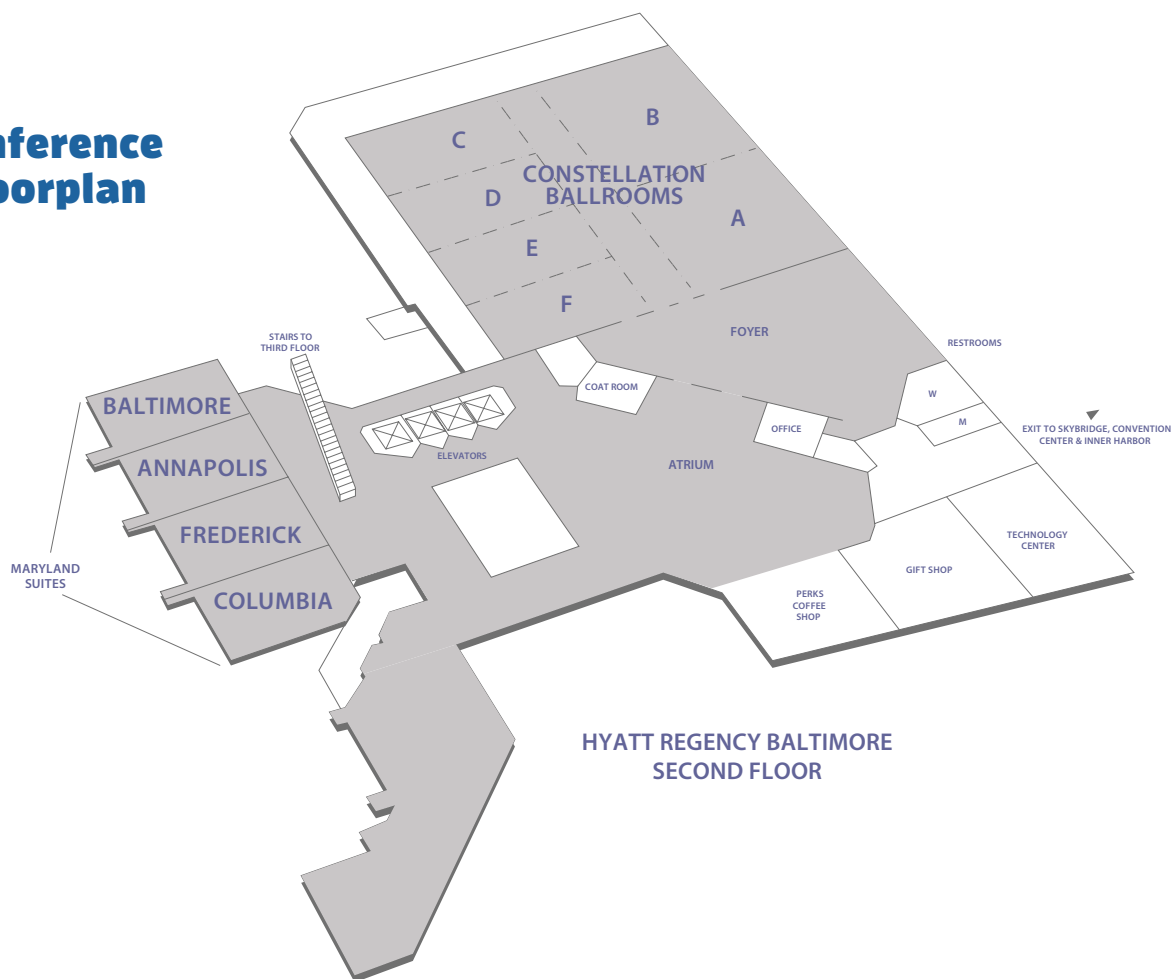 nference
oorplan
C
B
CONSTELLATION
BALLROOMS
D
A
E
F
FOYER
STAIRS TO
THIRD FLOOR
RESTROOMS
COAT ROOM
W
M
BALTIMORE
OFFICE
EXIT TO SKYBRIDGE, CONVENTION
CENTER & INNER HARBOR
ELEVATORS
ATRIUM
ANNAPOLIS
FREDERICK
TECHNOLOGY
CENTER
MARYLAND
SUITES
GIFT SHOP
COLUMBIA
PERKS
COFFEE
SHOP
HYATT REGENCY BALTIMORE
SECOND FLOOR